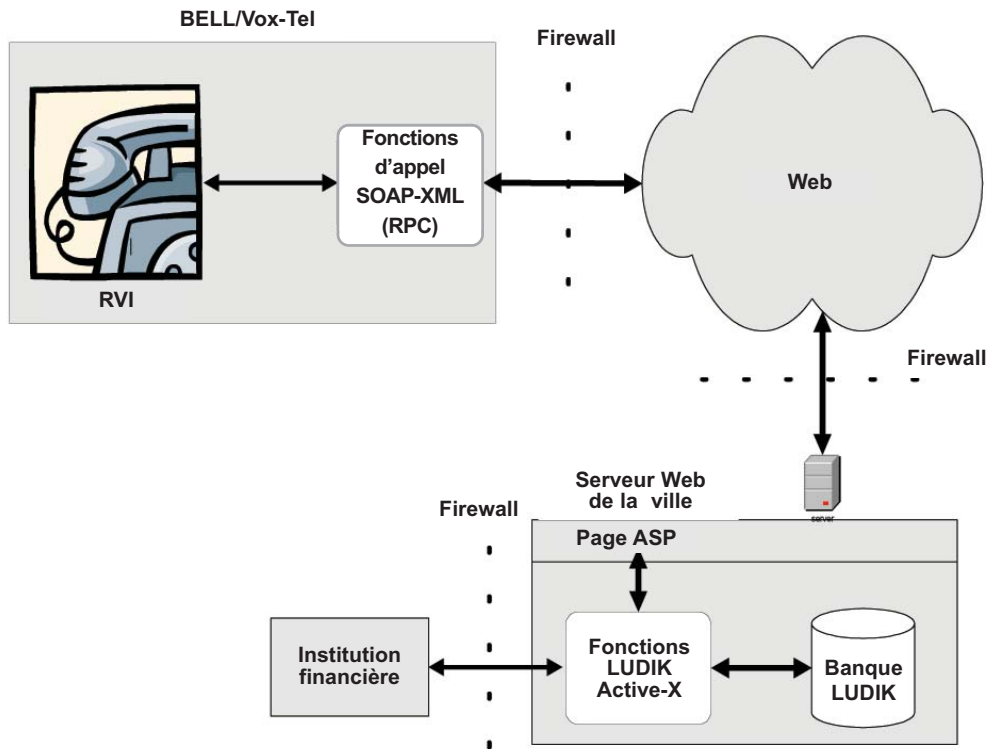 BELL/Vox-Tel
Firewall
Fonctions
d'appel
SOAP-XML
(RPC)
Web
RVI
Firewall
Serveur Web
de la ville
server
Firewall
Page ASP
Institution
financière
Fonctions
LUDIK
Active-X
Banque
LUDIK